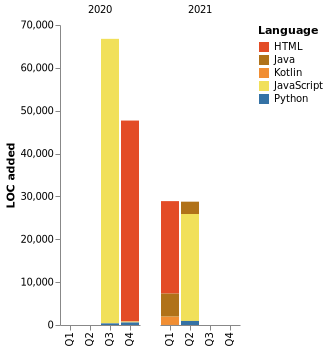 2020 2021
Language
HTML
Java
Kotlin
JavaScript
Python
LOC added
70,000
60,000
50,000
40,000
30,000
20,000
10,000
0
Q1 Q2 Q3 Q4 Q1 Q2 Q3 Q4